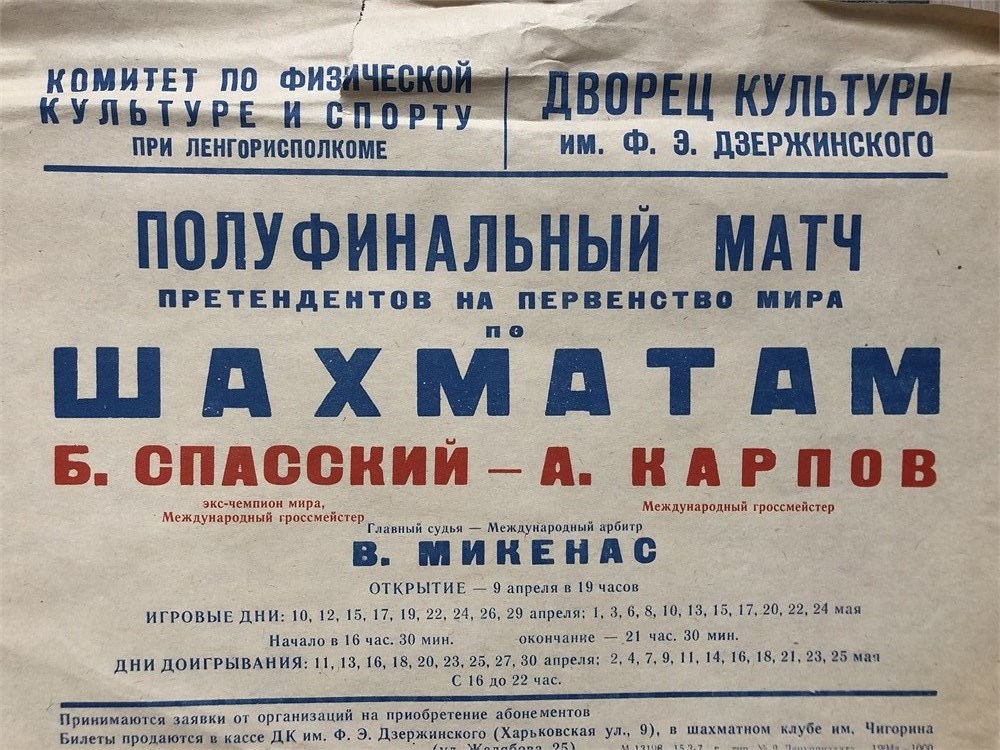 КОМИТЕТ ПО ФИЗИЧЕСКОЙ
КУЛЬТУРЕ И СПОРТУ
ПРИ ЛЕНГОРИСПОЛКОМЕ
ДВОРЕЦ КУЛЬТУРЫ
им. Ф. Э. ДЗЕРЖИНСКОГО
ПОЛУФИНАЛЬНЫЙ МАТЧ
ПРЕТЕНДЕНТОВ НА ПЕРВЕНСТВО МИРА
ПО
ШАХМАТАМ
Б. СПАССКИЙ — А. КАРПОВ
экс-чемпион мира,
Международный гроссмейстер
Международный гроссмейстер
Главный судья — Международный арбитр
В. МИКЕНАС
ОТКРЫТИЕ — 9 апреля в 19 часов
ИГРОВЫЕ ДНИ: 10, 12, 15, 17, 19, 22, 24, 26, 29 апреля; 1, 3, 6, 8, 10, 13, 15, 17, 20, 22, 24 мая
Начало в 16 час. 30 мин. окончание — 21 час. 30 мин.
ДНИ ДОИГРЫВАНИЯ: 11, 13, 16, 18, 20, 23, 25, 27, 30 апреля; 2, 4, 7, 9, 11, 14, 16, 18, 21, 23, 25 мая
С 16 до 22 час.
Принимаются заявки от организаций на приобретение абонементов
Билеты продаются в кассе ДК им. Ф. Э. Дзержинского (Харьковская ул., 9), в шахматном клубе им. Чигорина
(ул. Желябова, 25)